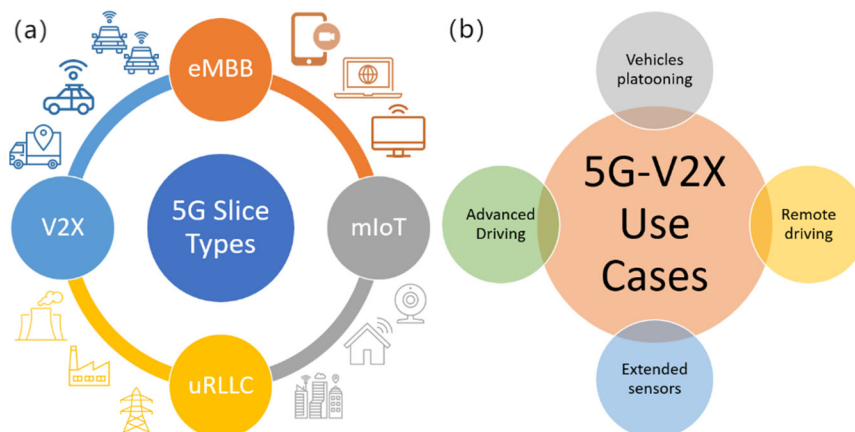 (a)
eMBB
V2X
5G Slice
Types
mIoT
uRLLC
(b)
Vehicles
platooning
Advanced
Driving
5G-V2X
Use
Cases
Remote
driving
Extended
sensors